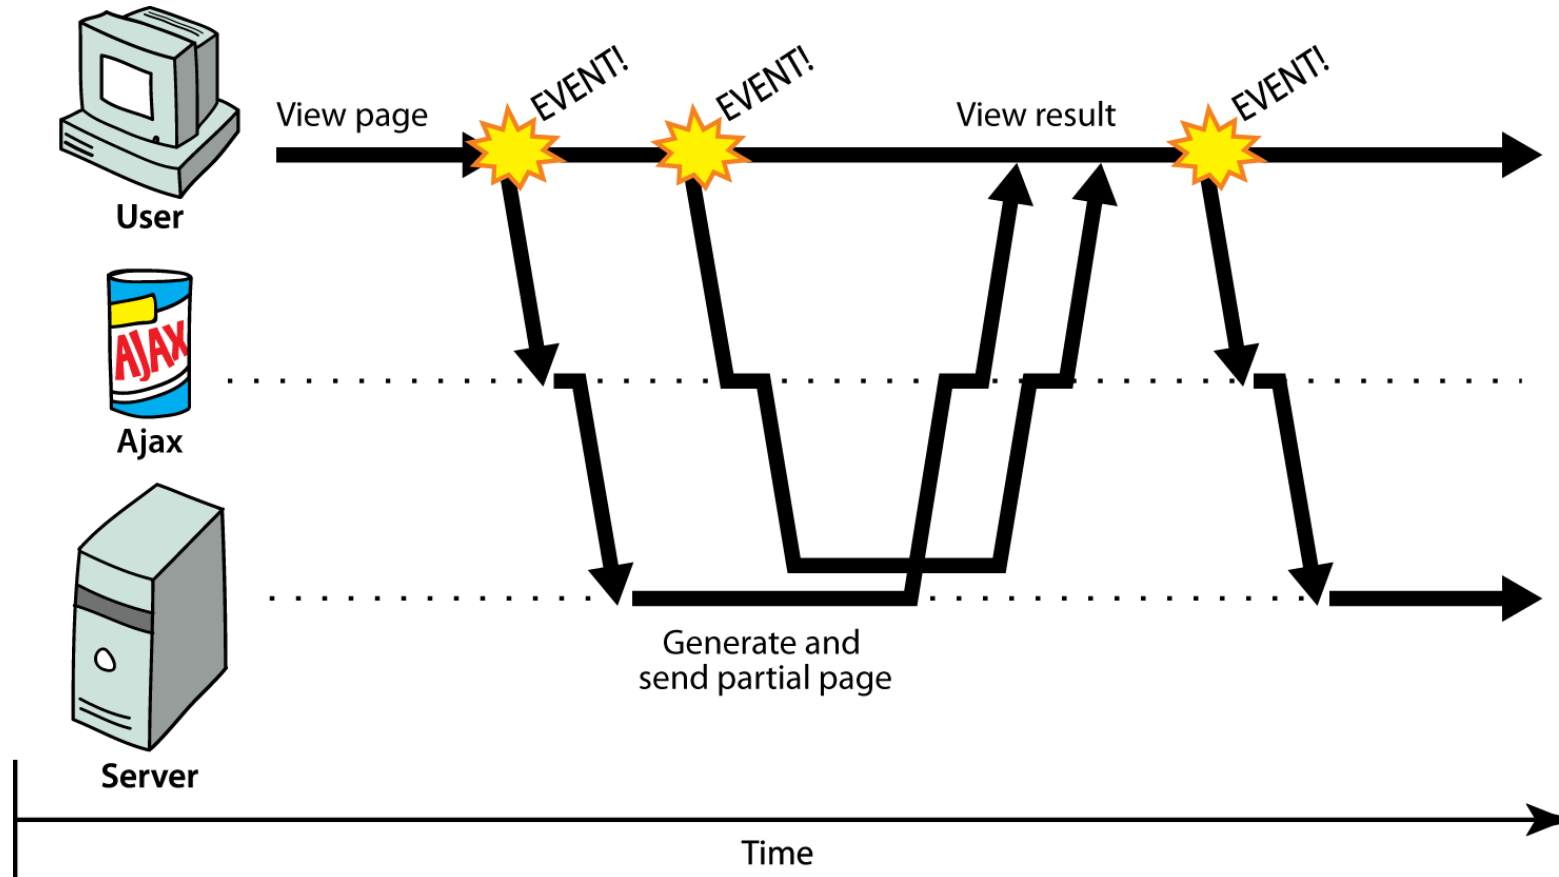 EVENT!
EVENT!
EVENT!
View page
View result
User
AJAX
Ajax
Generate and
send partial page
Server
Time